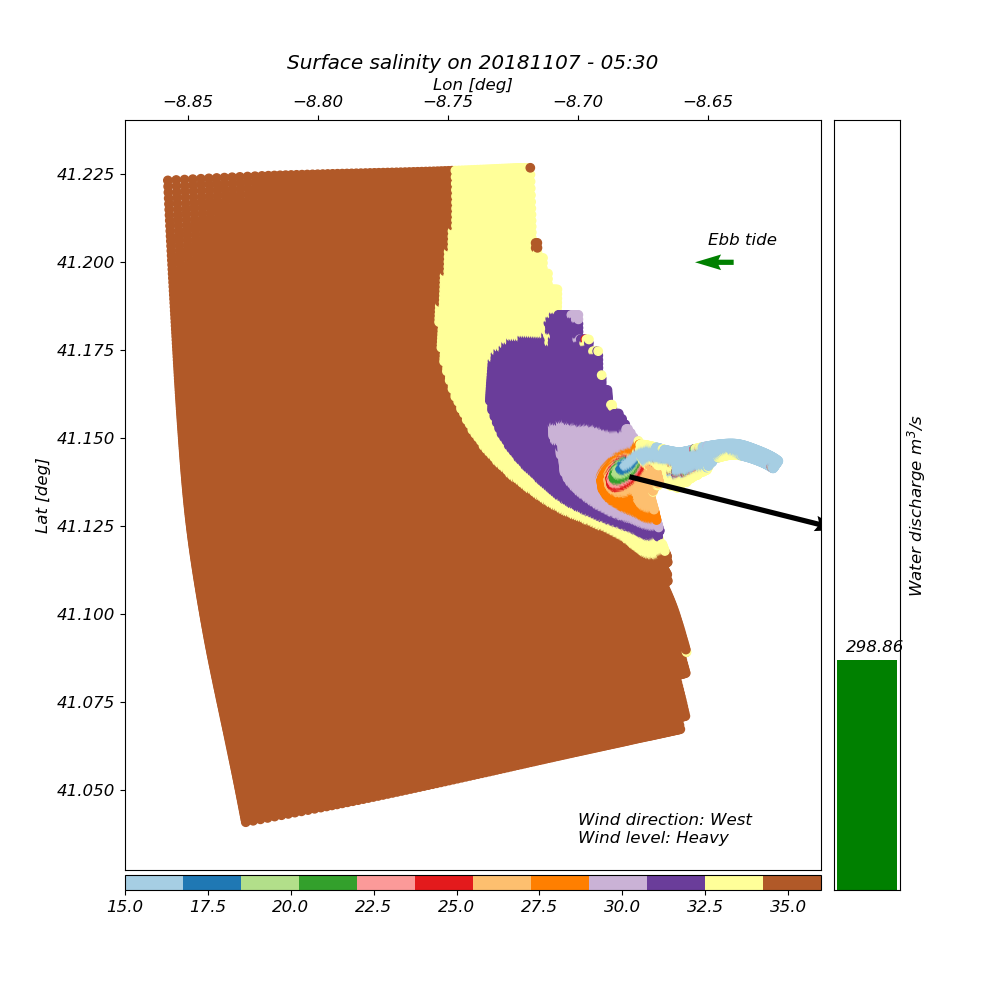 Surface salinity on 20181107 - 05:30
Lon [deg]
−8.85 −8.80 −8.75 −8.70 −8.65
41.225
41.200
41.175
41.150
41.125
41.100
41.075
41.050
Lat [deg]
Ebb tide
Wind direction: West
Wind level: Heavy
298.86
Water discharge m³/s
15.0 17.5 20.0 22.5 25.0 27.5 30.0 32.5 35.0